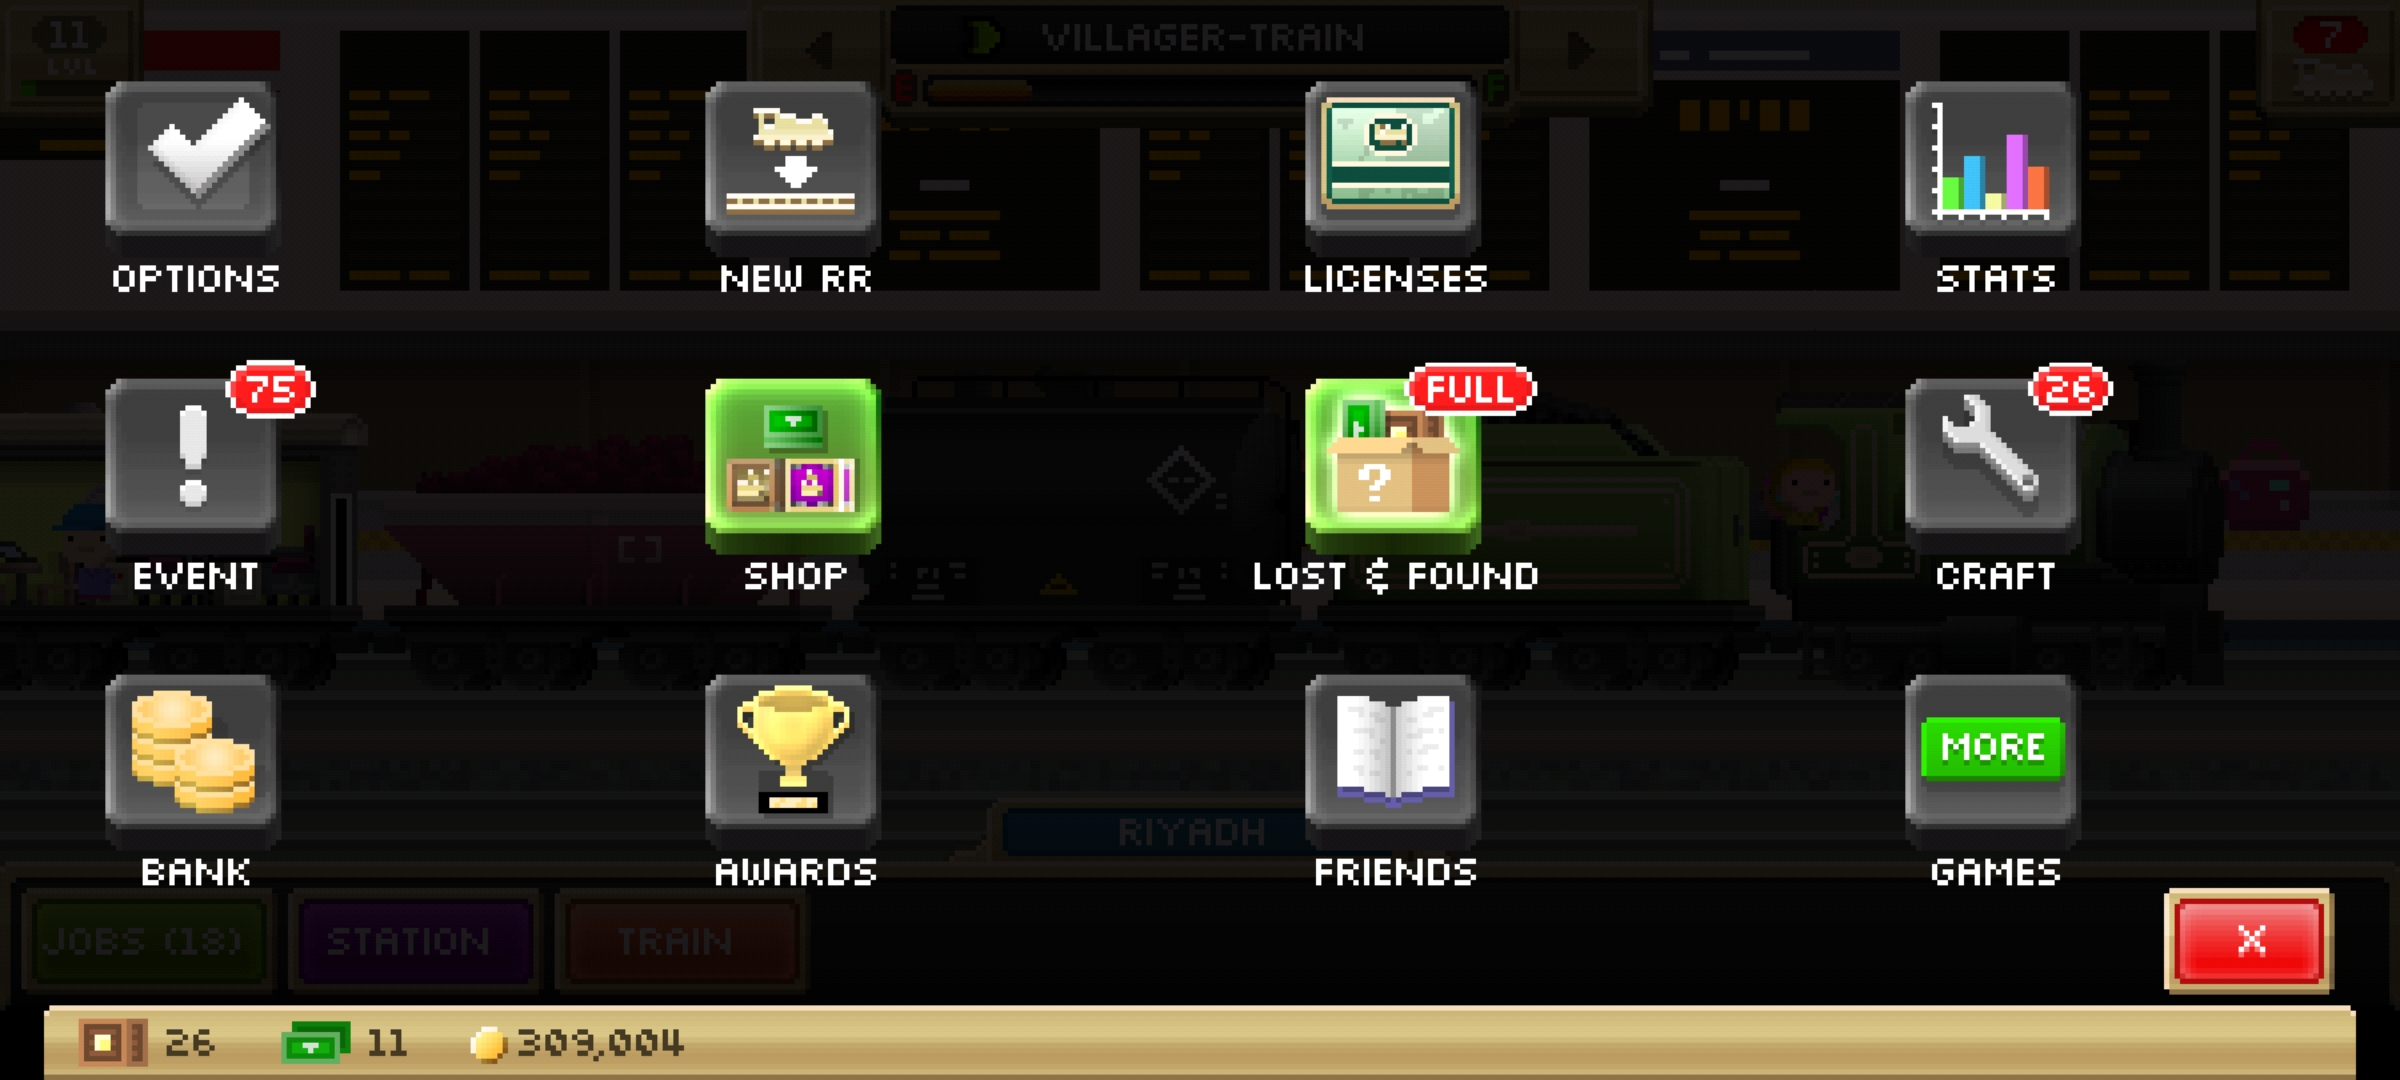 11
LVL
VILLAGER-TRAIN
7
E
F
OPTIONS
NEW RR
LICENSES
STATS
75
FULL
26
?
EVENT
SHOP
LOST & FOUND
CRAFT
MORE
RIYADH
BANK
AWARDS
FRIENDS
GAMES
JOBS (18)
STATION
TRAIN
X
26
11
309,004